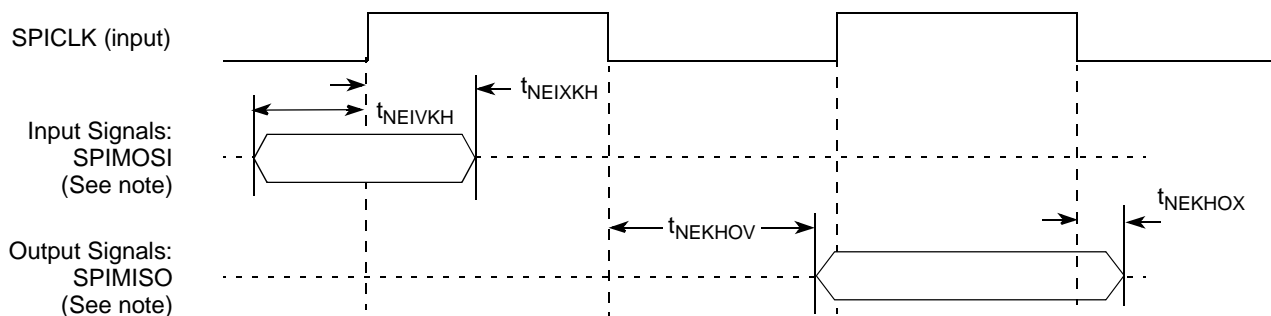 SPICLK (input)
tNEIXKH
tNEIVKH
Input Signals:
SPIMOSI
(See note)
tNEKHOX
tNEKHOV
Output Signals:
SPIMISO
(See note)